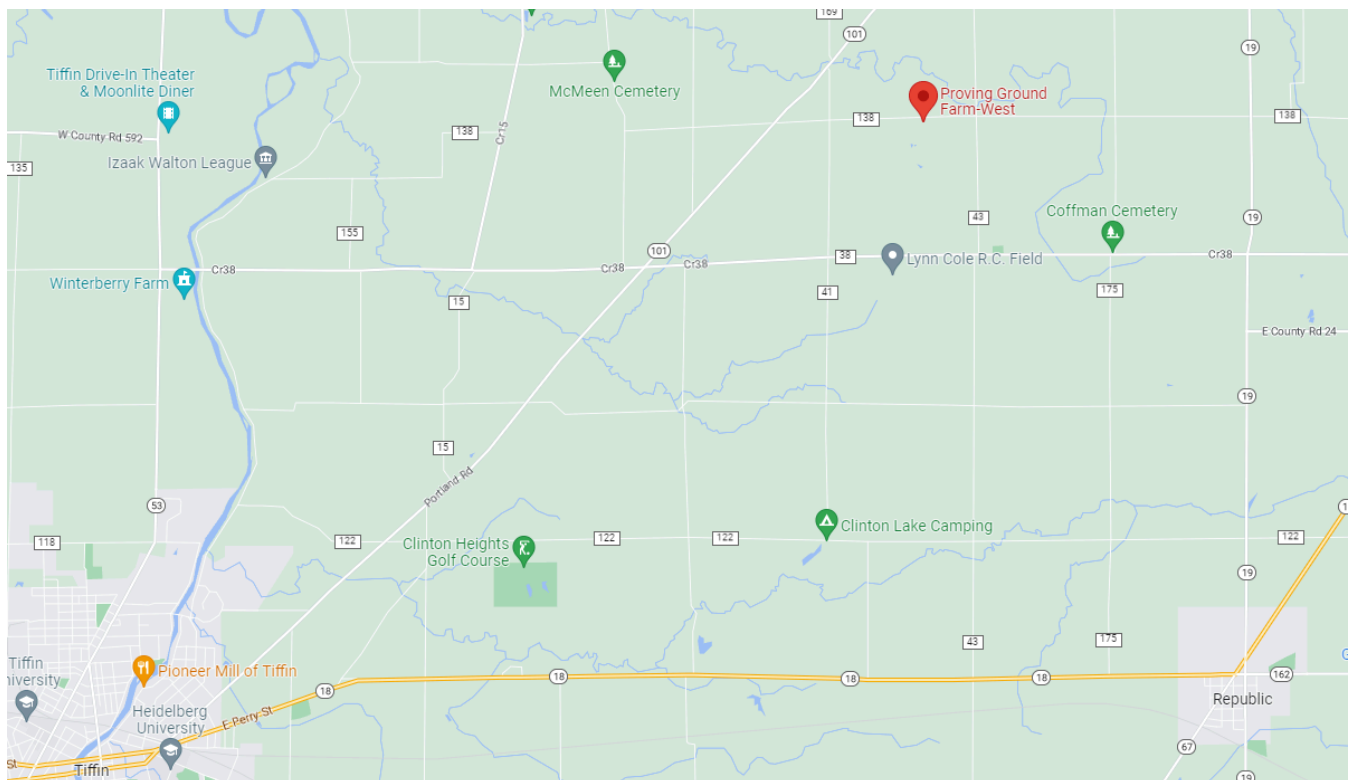 169
101
19
Tiffin Drive-In Theater
& Moonlite Diner
McMeen Cemetery
Proving Ground
Farm-West
W County Rd 592
138
Cr15
138
138
135
Izaak Walton League
155
43
Coffman Cemetery
19
101
Cr38
Cr38
Cr38
38
Lynn Cole R.C. Field
Cr38
Winterberry Farm
15
41
175
E County Rd 24
19
15
Portland Rd
53
118
122
Clinton Heights
Golf Course
122
122
Clinton Lake Camping
122
19
Tiffin
Pioneer Mill of Tiffin
43
175
18
18
18
18
162
Heidelberg
University
E Perry St
Republic
67
St
Tiffin
19